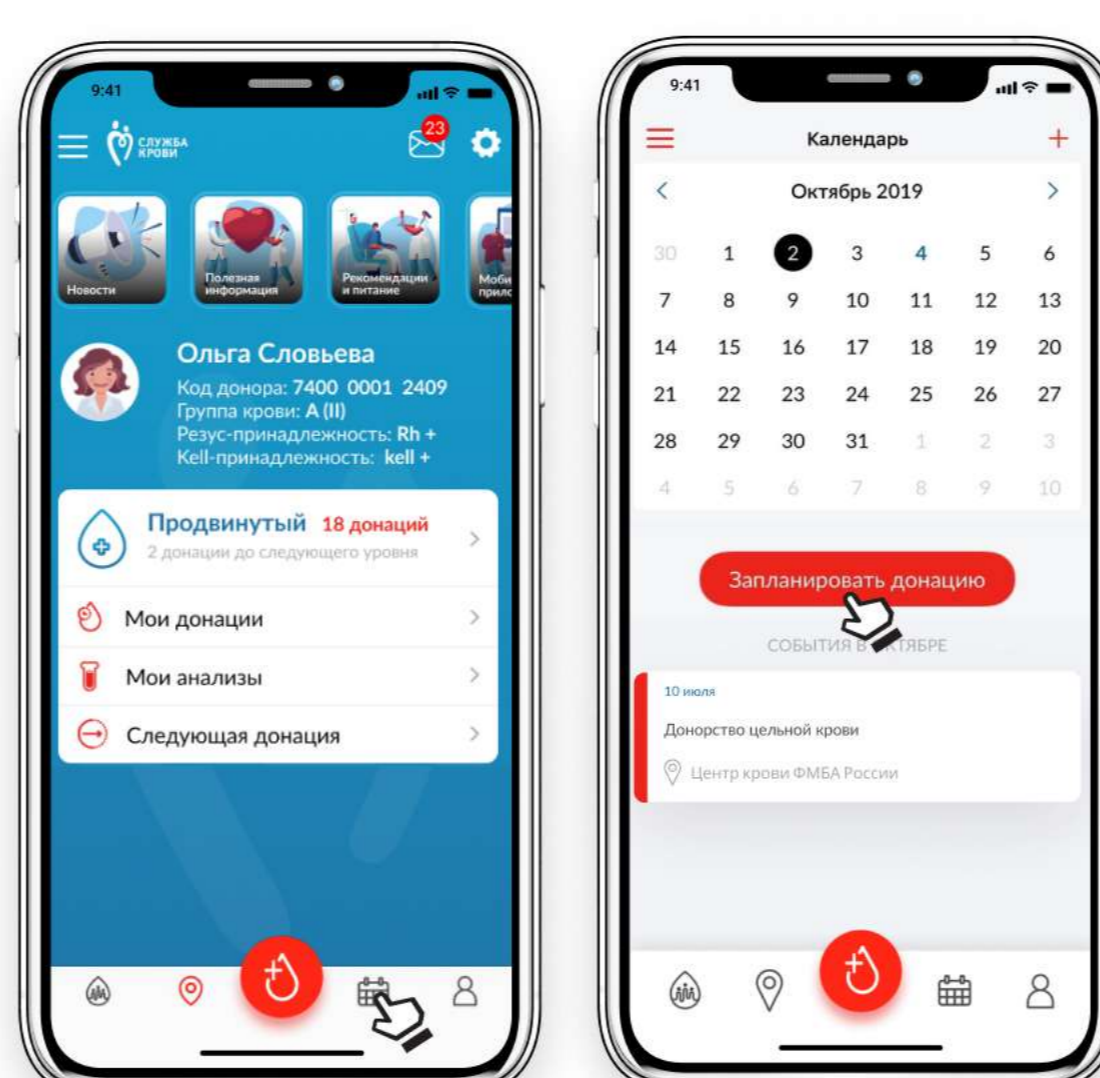 9:41
СЛУЖБА
КРОВИ
23
Новости
Полезная
информация
Рекомендации
и питание
Ольга Словьева
Код донора: 7400 0001 2409
Группа крови: A (II)
Резус-принадлежность: Rh +
Kell-принадлежность: kell +
Продвинутый 18 донаций
2 донации до следующего уровня
Мои донации
Мои анализы
Следующая донация
9:41
Календарь
Октябрь 2019
30 1 2 3 4 5 6
7 8 9 10 11 12 13
14 15 16 17 18 19 20
21 22 23 24 25 26 27
28 29 30 31 1 2 3
4 5 6 7 8 9 10
Запланировать донацию
СОБЫТИЯ В
10 июля
Донорство цельной крови
Центр крови ФМБА России